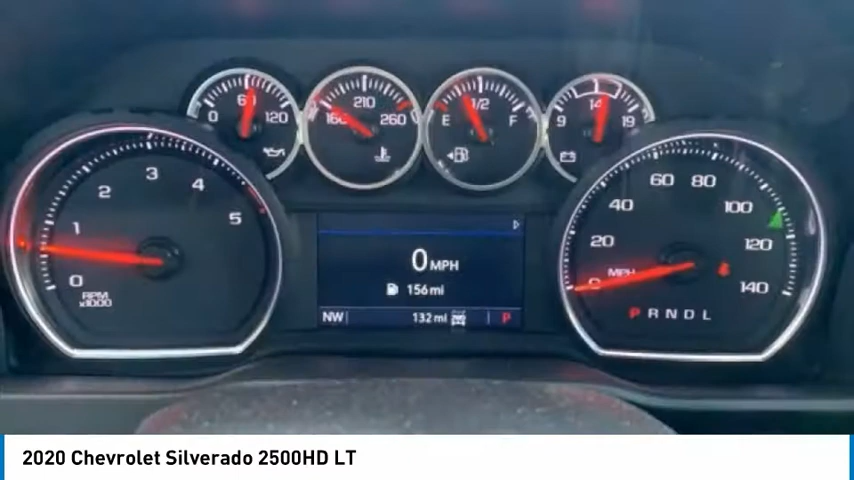 0 60 120
160 210 260
E 1/2 F
9 14 19
0 1 2 3 4 5
RPM
x1000
0 MPH
156 mi
NW 132 mi P
0 20 40 60 80 100 120 140
MPH
P R N D L
2020 Chevrolet Silverado 2500HD LT